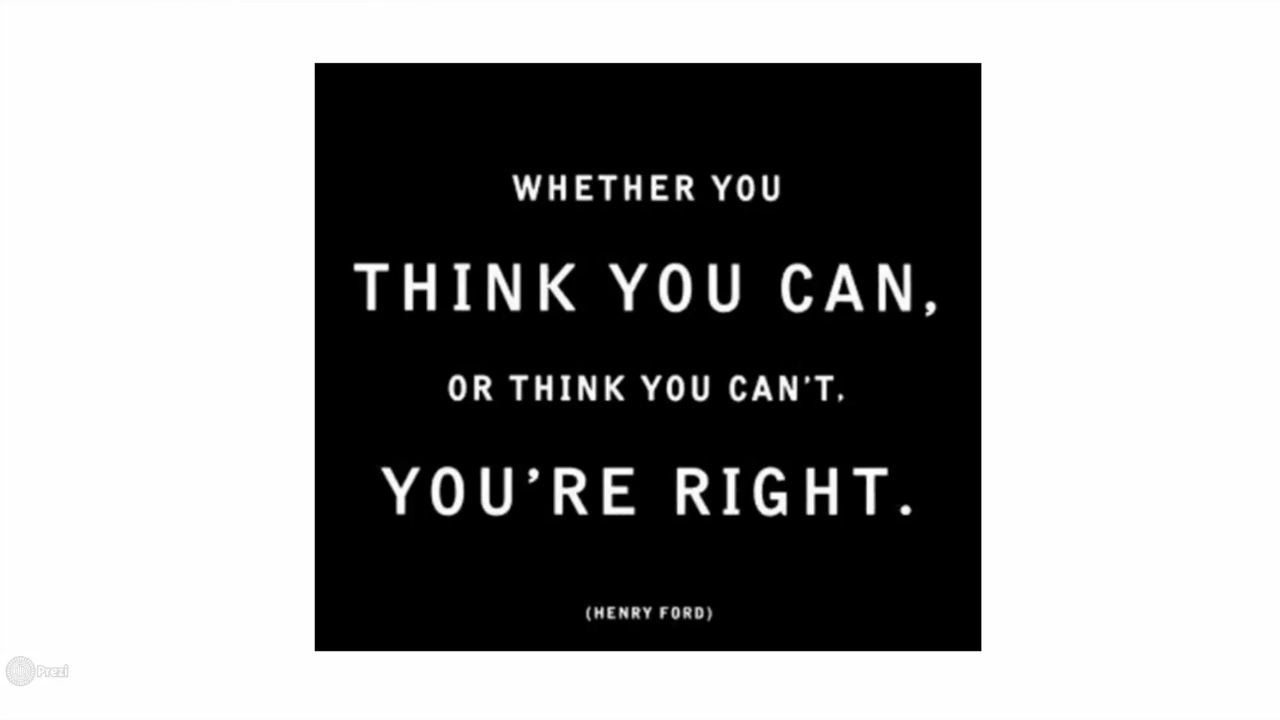 WHETHER YOU
THINK YOU CAN,
OR THINK YOU CAN'T,
YOU'RE RIGHT.
(HENRY FORD)
Prezi